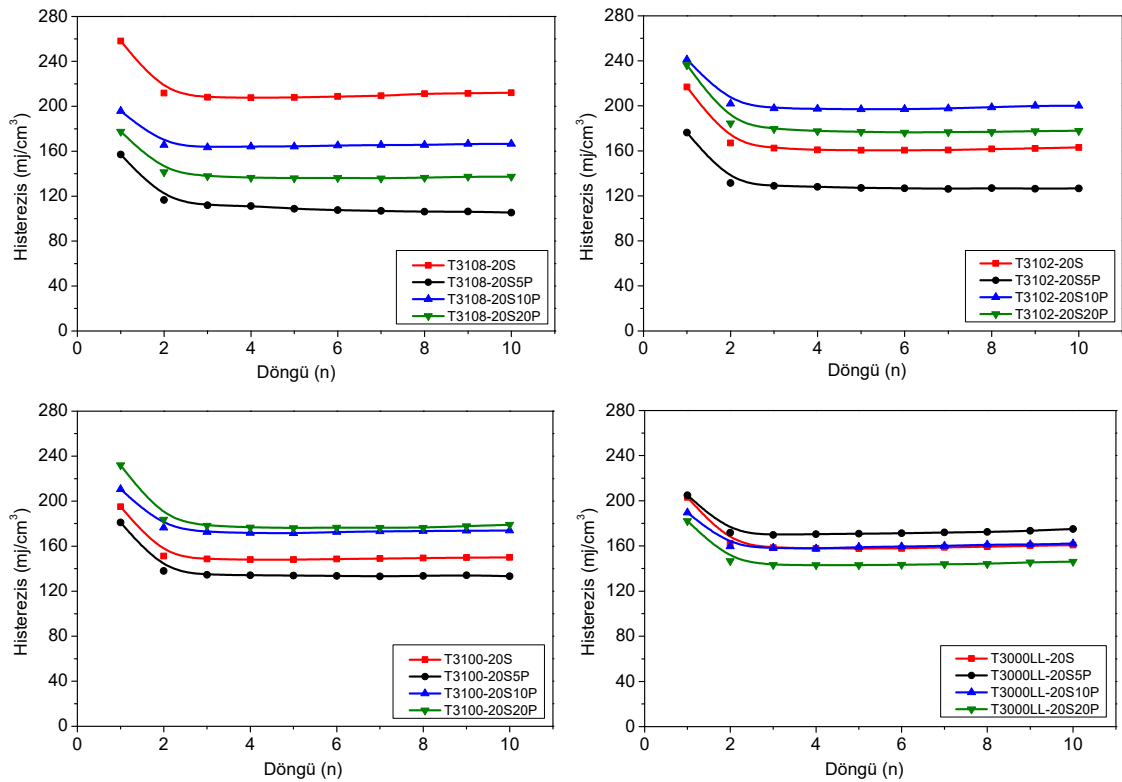 280
240
200
160
120
80
40
0
Histerezis (mj/cm³)
T3108-20S
T3108-20S5P
T3108-20S10P
T3108-20S20P
0 2 4 6 8 10
Döngü (n)
280
240
200
160
120
80
40
0
Histerezis (mj/cm³)
T3102-20S
T3102-20S5P
T3102-20S10P
T3102-20S20P
0 2 4 6 8 10
Döngü (n)
280
240
200
160
120
80
40
0
Histerezis (mj/cm³)
T3100-20S
T3100-20S5P
T3100-20S10P
T3100-20S20P
0 2 4 6 8 10
Döngü (n)
280
240
200
160
120
80
40
0
Histerezis (mj/cm³)
T3000LL-20S
T3000LL-20S5P
T3000LL-20S10P
T3000LL-20S20P
0 2 4 6 8 10
Döngü (n)